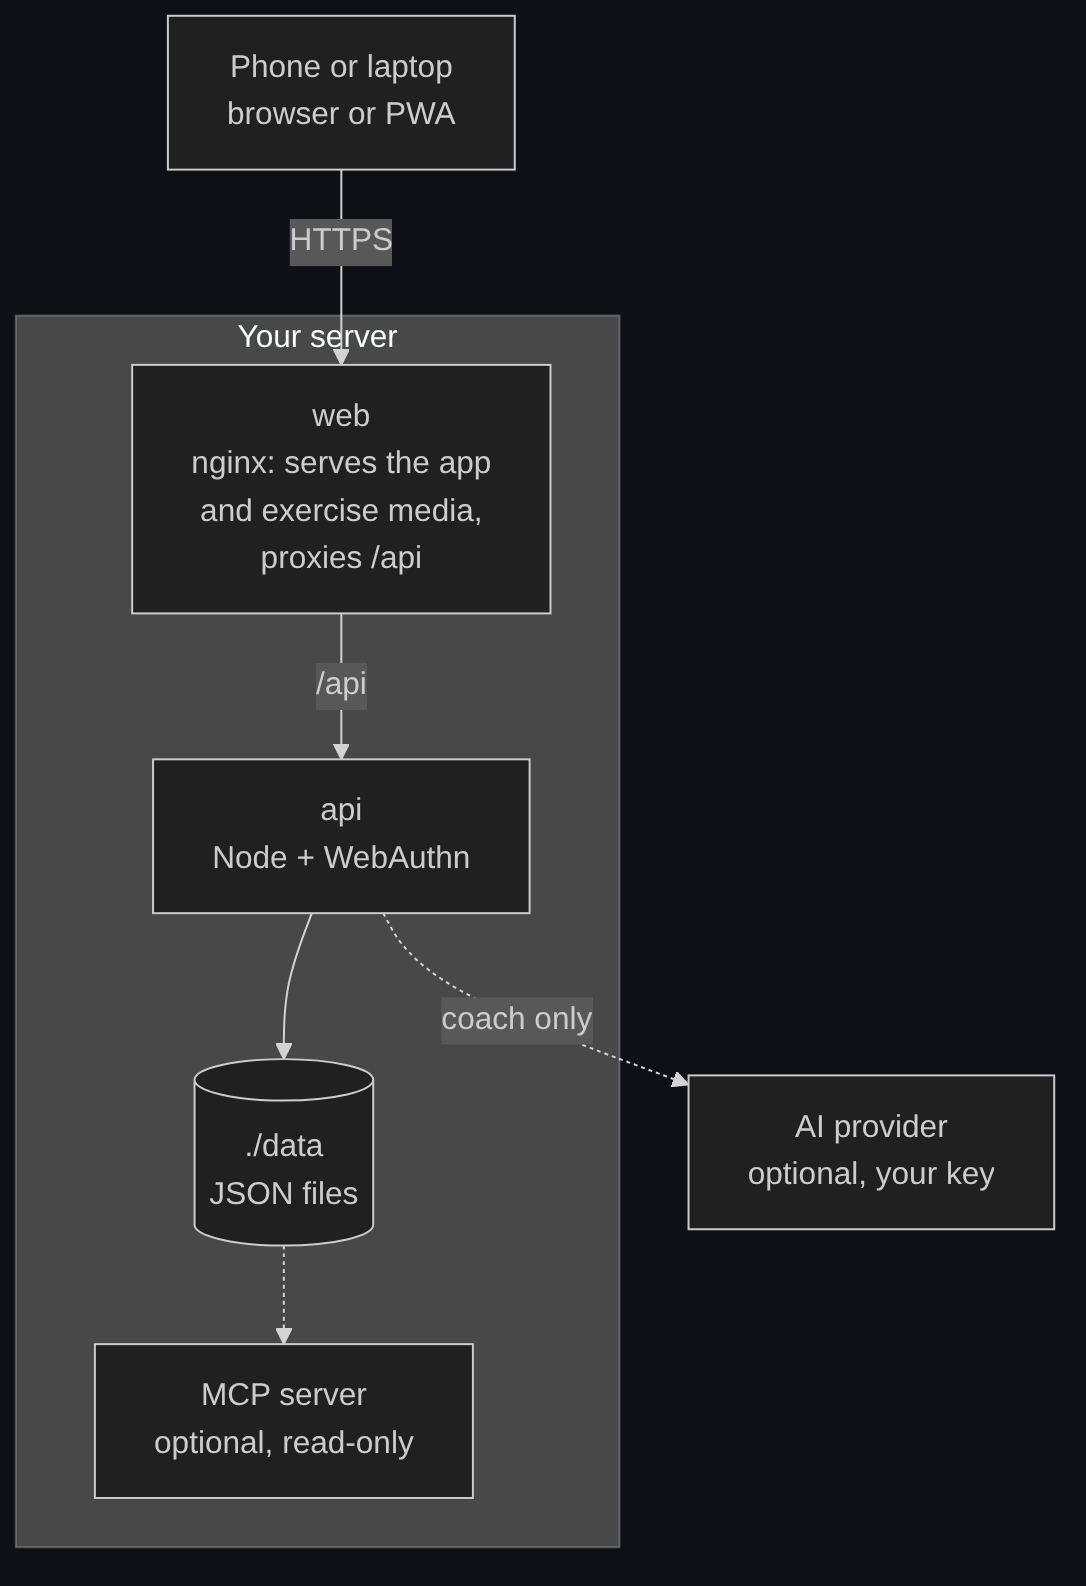 Phone or laptop
browser or PWA
HTTPS
Your server
web
nginx: serves the app
and exercise media,
proxies /api
/api
api
Node + WebAuthn
coach only
./data
JSON files
AI provider
optional, your key
MCP server
optional, read-only